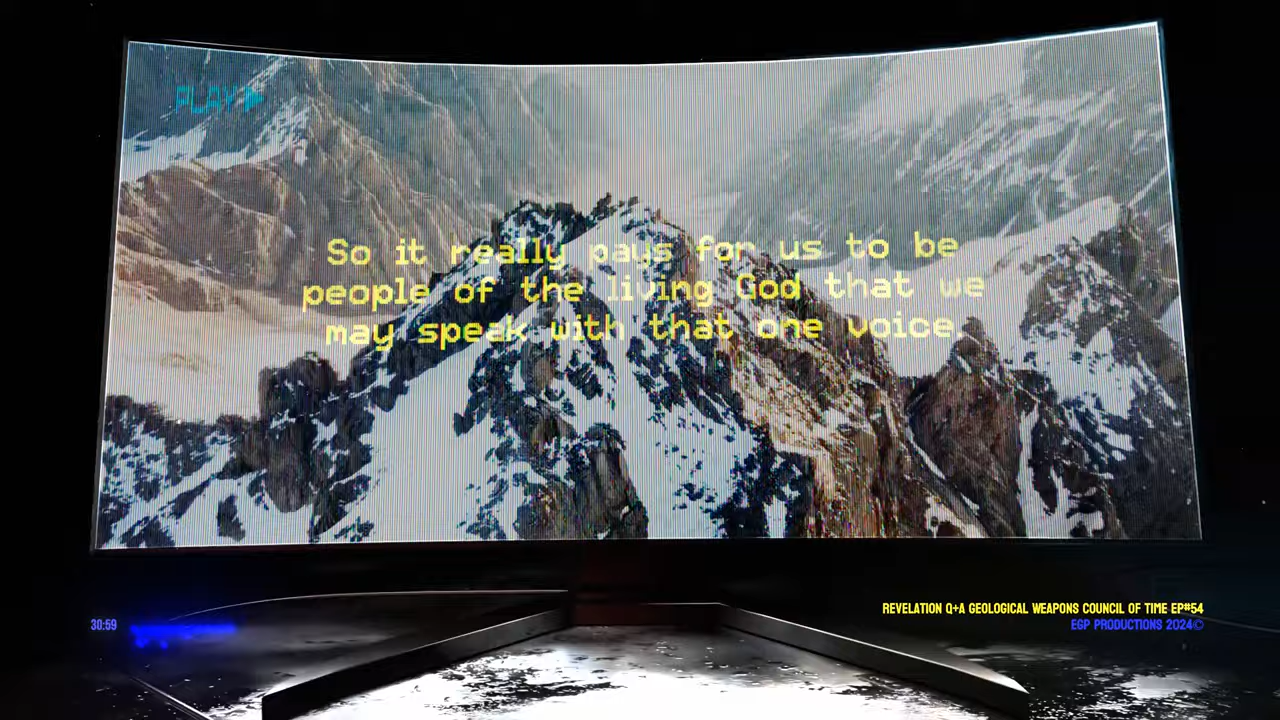 PLAY
So it really pays for us to be
people of the living God that we
may speak with that one voice.
REVELATION Q+A GEOLOGICAL WEAPONS COUNCIL OF TIME EP#54
30:59
EGP PRODUCTIONS 2024©